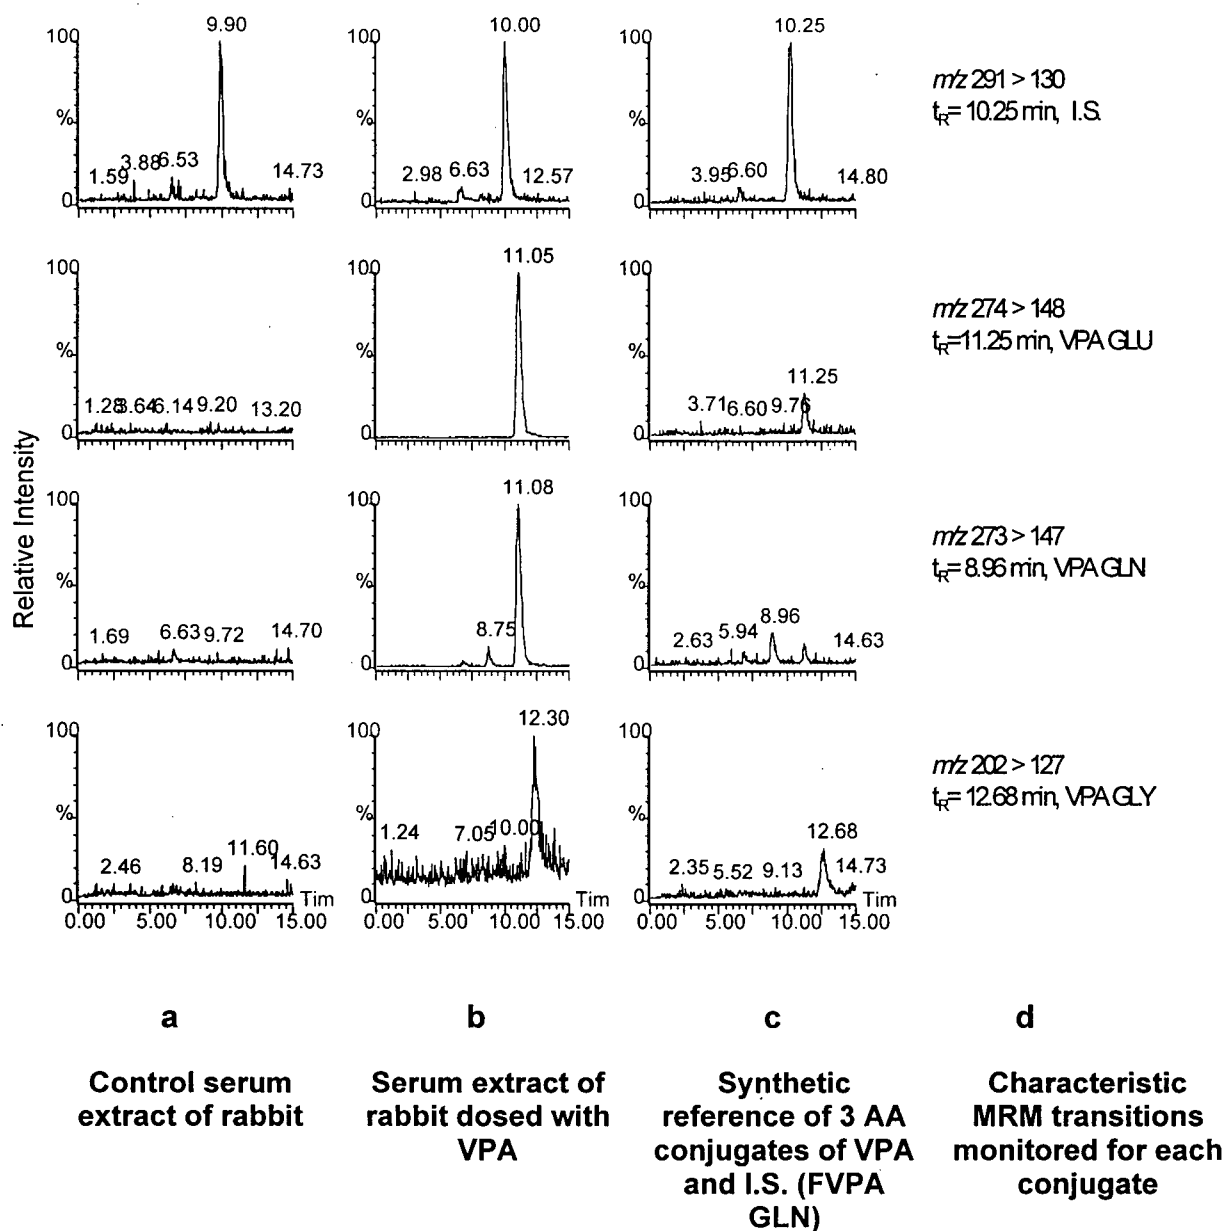 9.90
10.00
10.25
100
100
100
%
%
%
1.59
3.88
6.53
14.73
2.98
6.63
12.57
3.95
6.60
14.80
0
0
0
m/z 291 > 130
tR= 10.25 min, I.S.
11.05
100
100
100
%
%
%
1.28
3.64
6.14
9.20
13.20
3.71
6.60
9.76
11.25
0
0
0
m/z 274 > 148
tR=11.25 min, VPA GLU
Relative Intensity
11.08
100
100
100
%
%
%
1.69
6.63
9.72
14.70
8.75
2.63
5.94
8.96
14.63
0
0
0
m/z 273 > 147
tR= 8.96 min, VPA GLN
12.30
100
100
100
%
%
%
2.46
8.19
11.60
14.63
1.24
7.05
10.00
2.35
5.52
9.13
12.68
14.73
0
0
0
Tim
Tim
Tim
0.00 5.00 10.00 15.00
0.00 5.00 10.00 15.00
0.00 5.00 10.00 15.00
m/z 202 > 127
tR= 12.68 min, VPA GLY
a
Control serum
extract of rabbit
b
Serum extract of
rabbit dosed with
VPA
c
Synthetic
reference of 3 AA
conjugates of VPA
and I.S. (FVPA
GLN)
d
Characteristic
MRM transitions
monitored for each
conjugate